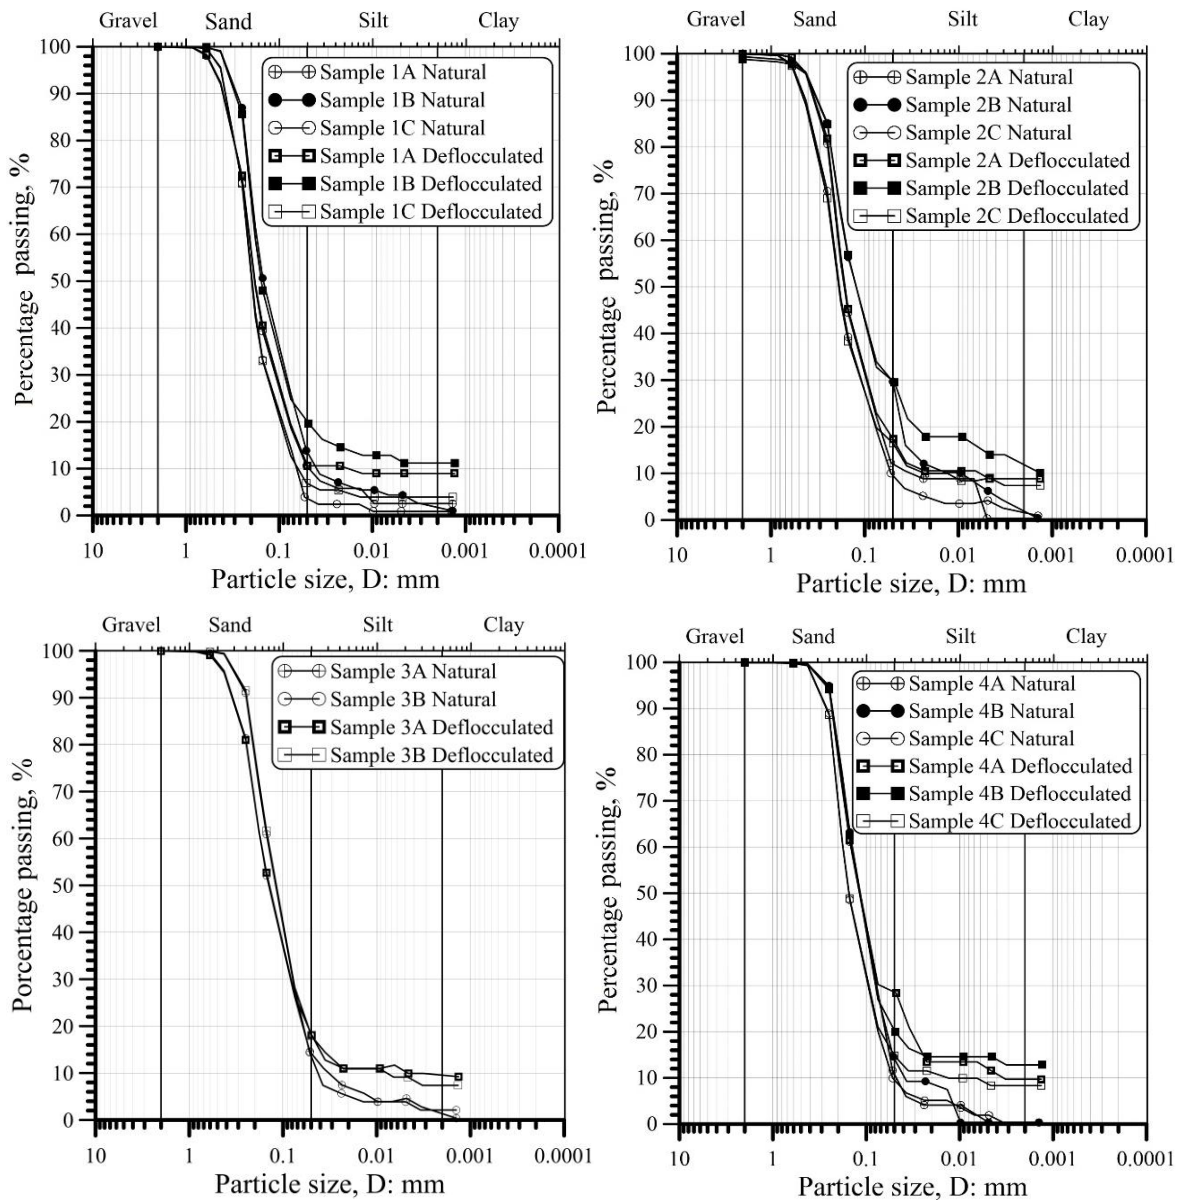 Gravel Sand Silt Clay
100
90
80
70
60
50
40
30
20
10
0
Percentage passing, %
Sample 1A Natural
Sample 1B Natural
Sample 1C Natural
Sample 1A Deflocculated
Sample 1B Deflocculated
Sample 1C Deflocculated
10 1 0.1 0.01 0.001 0.0001
Particle size, D: mm
Gravel Sand Silt Clay
100
90
80
70
60
50
40
30
20
10
0
Percentage passing, %
Sample 2A Natural
Sample 2B Natural
Sample 2C Natural
Sample 2A Deflocculated
Sample 2B Deflocculated
Sample 2C Deflocculated
10 1 0.1 0.01 0.001 0.0001
Particle size, D: mm
Gravel Sand Silt Clay
100
90
80
70
60
50
40
30
20
10
0
Porcentage passing, %
Sample 3A Natural
Sample 3B Natural
Sample 3A Deflocculated
Sample 3B Deflocculated
10 1 0.1 0.01 0.001 0.0001
Particle size, D: mm
Gravel Sand Silt Clay
100
90
80
70
60
50
40
30
20
10
0
Percentage passing, %
Sample 4A Natural
Sample 4B Natural
Sample 4C Natural
Sample 4A Deflocculated
Sample 4B Deflocculated
Sample 4C Deflocculated
10 1 0.1 0.01 0.001 0.0001
Particle size, D: mm